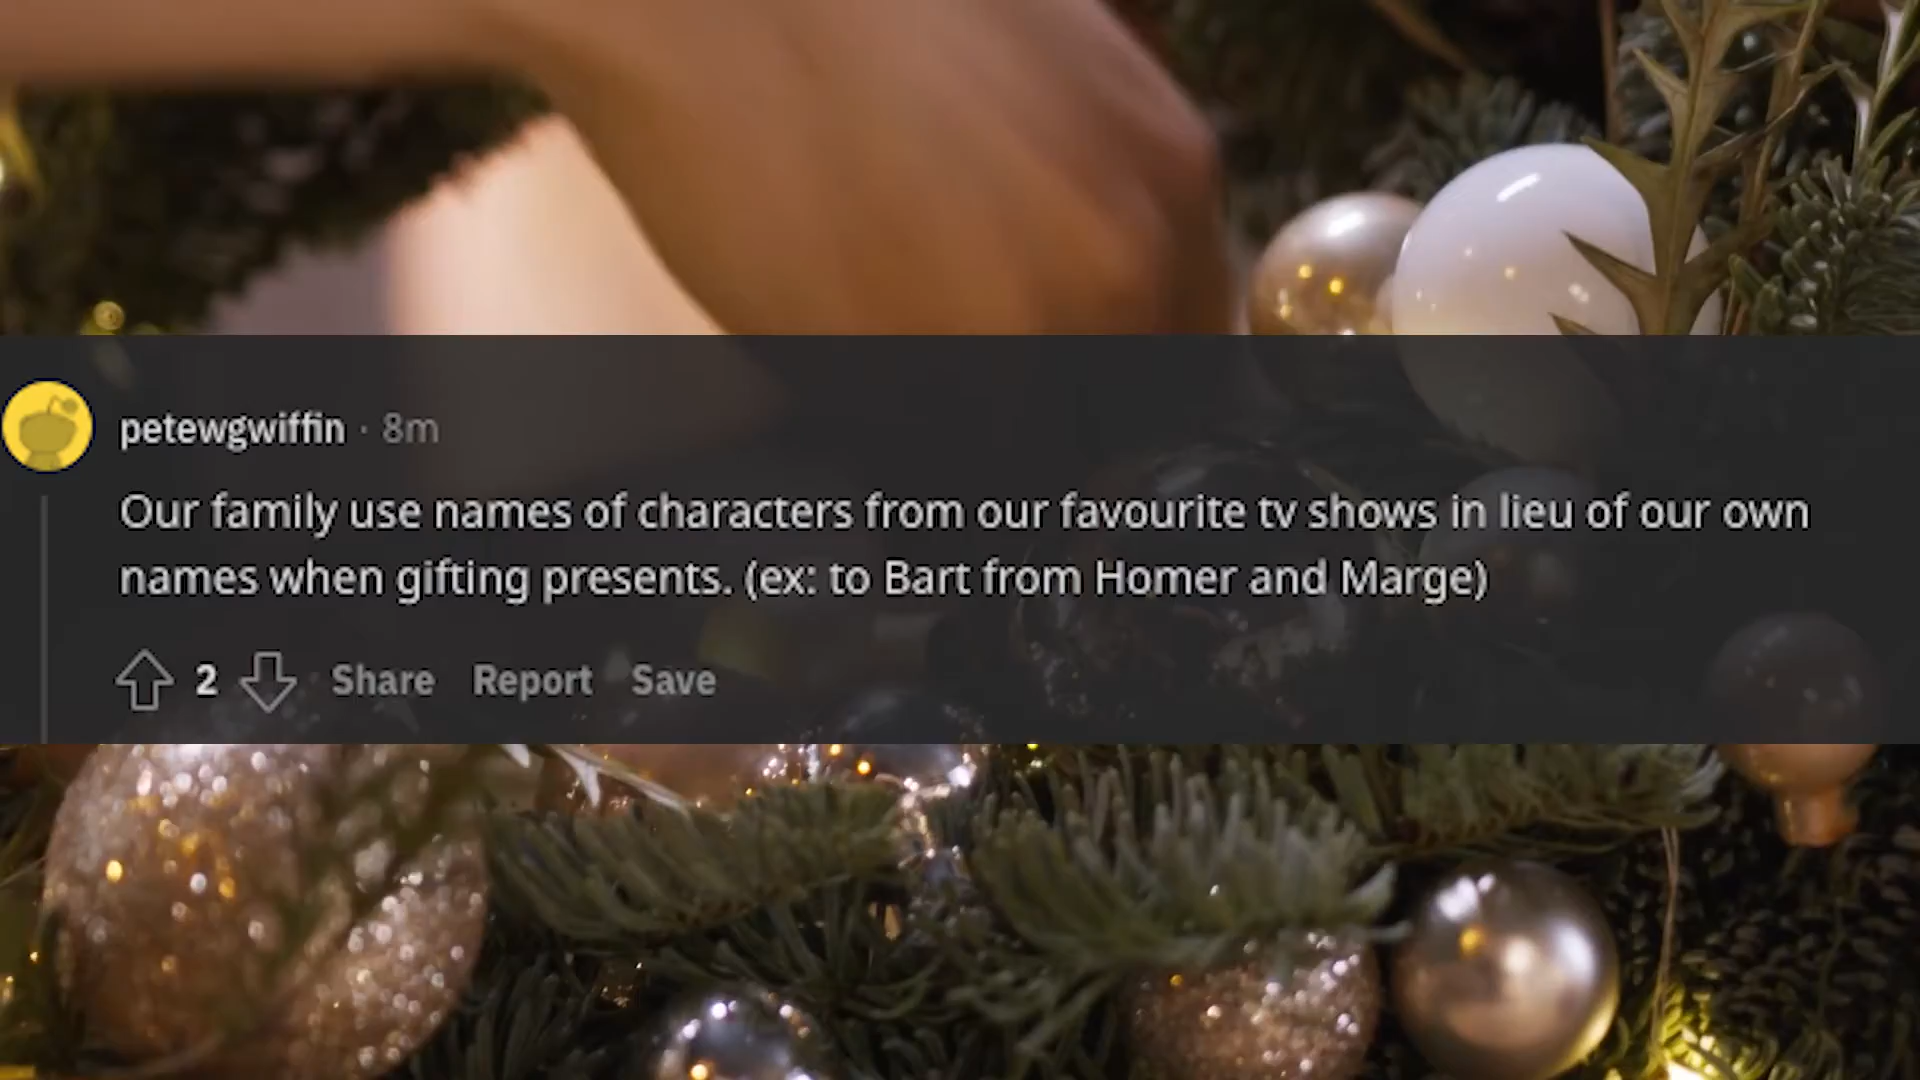 petewgwiffin · 8m
Our family use names of characters from our favourite tv shows in lieu of our own
names when gifting presents. (ex: to Bart from Homer and Marge)
2 Share Report Save